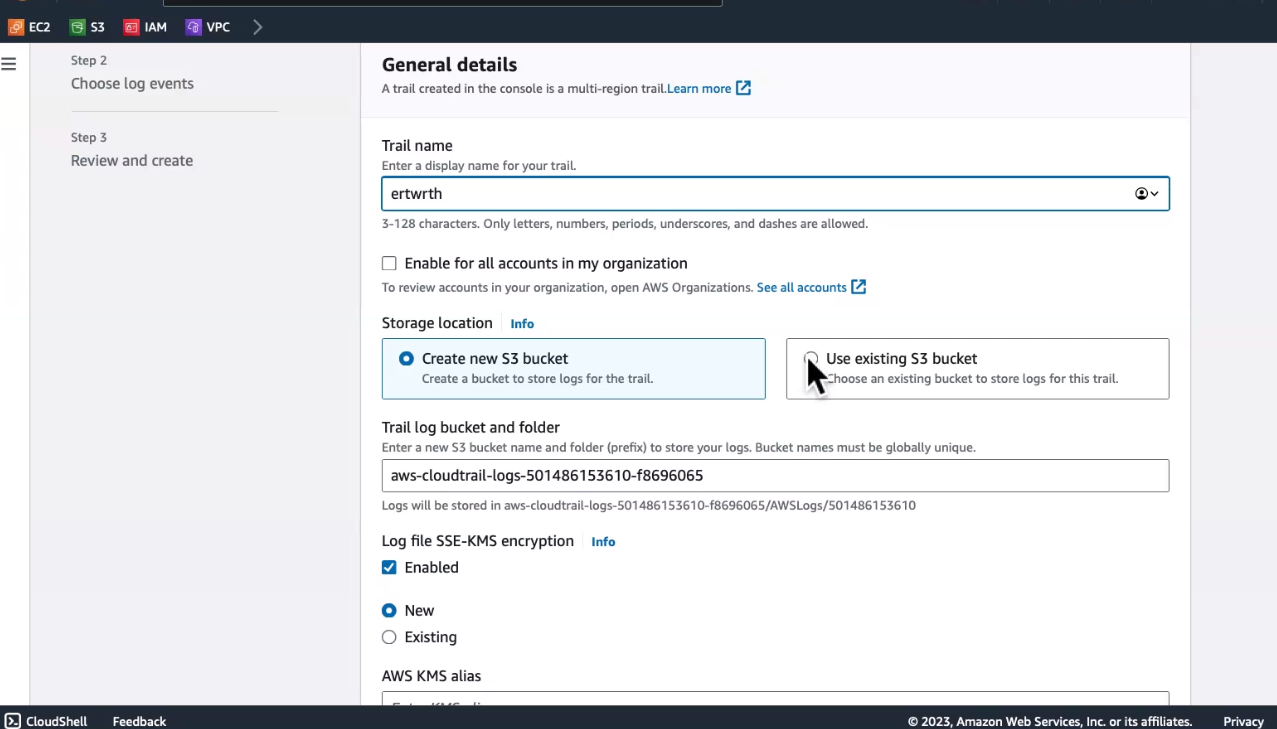 EC2 S3 IAM VPC
Step 2
Choose log events
Step 3
Review and create
General details
A trail created in the console is a multi-region trail.Learn more
Trail name
Enter a display name for your trail.
ertwrth
3-128 characters. Only letters, numbers, periods, underscores, and dashes are allowed.
Enable for all accounts in my organization
To review accounts in your organization, open AWS Organizations. See all accounts
Storage location Info
Create new S3 bucket
Create a bucket to store logs for the trail.
Use existing S3 bucket
Choose an existing bucket to store logs for this trail.
Trail log bucket and folder
Enter a new S3 bucket name and folder (prefix) to store your logs. Bucket names must be globally unique.
aws-cloudtrail-logs-501486153610-f8696065
Logs will be stored in aws-cloudtrail-logs-501486153610-f8696065/AWSLogs/501486153610
Log file SSE-KMS encryption Info
Enabled
New
Existing
AWS KMS alias
CloudShell Feedback © 2023, Amazon Web Services, Inc. or its affiliates. Privacy